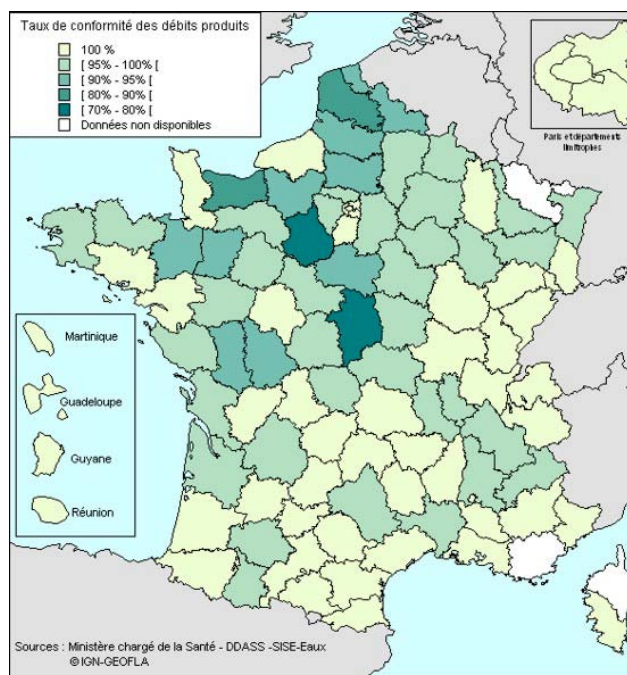 Taux de conformité des débits produits
100 %
[ 95% - 100% [
[ 90% - 95% [
[ 80% - 90% [
[ 70% - 80% [
Données non disponibles
Paris et départements
limitrophes
Martinique
Guadeloupe
Guyane
Réunion
Sources : Ministère chargé de la Santé - DDASS -SISE-Eaux
©IGN-GEOFLA